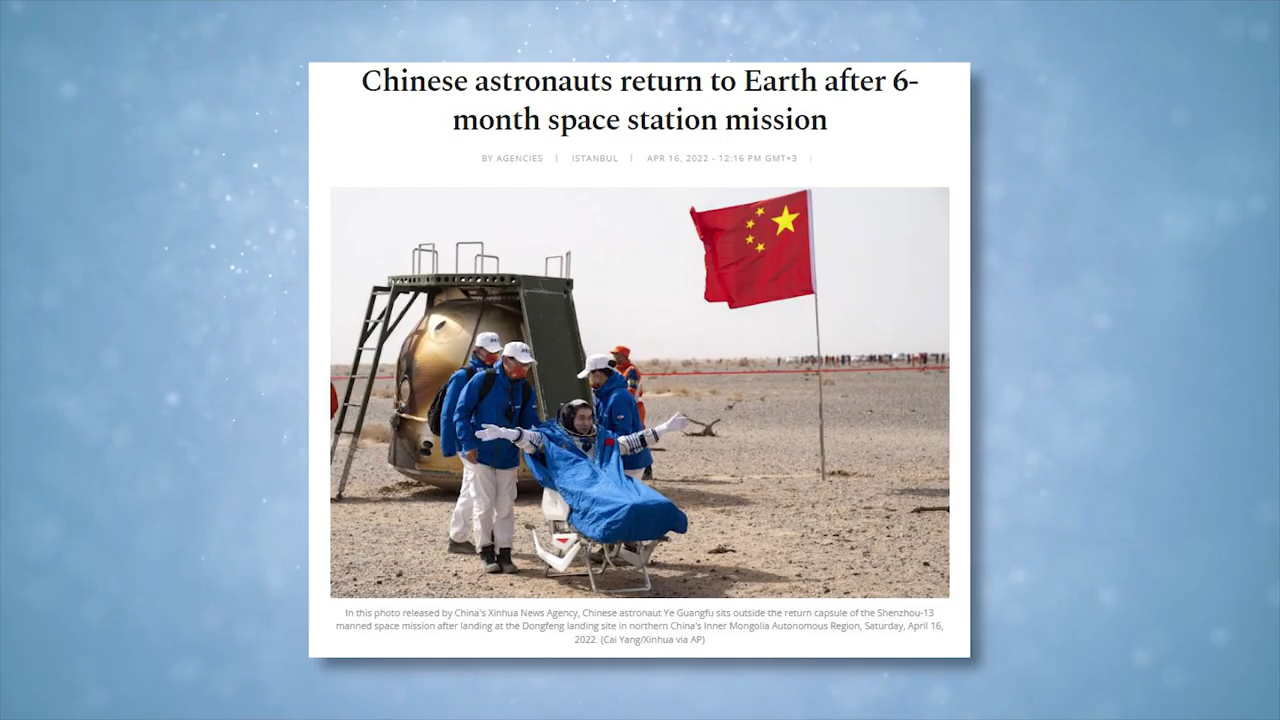 Chinese astronauts return to Earth after 6-
month space station mission
BY AGENCIES | ISTANBUL | APR 16, 2022 - 12:16 PM GMT+3 |
In this photo released by China's Xinhua News Agency, Chinese astronaut Ye Guangfu sits outside the return capsule of the Shenzhou-13
manned space mission after landing at the Dongfeng landing site in northern China's Inner Mongolia Autonomous Region, Saturday, April 16,
2022. (Cai Yang/Xinhua via AP)